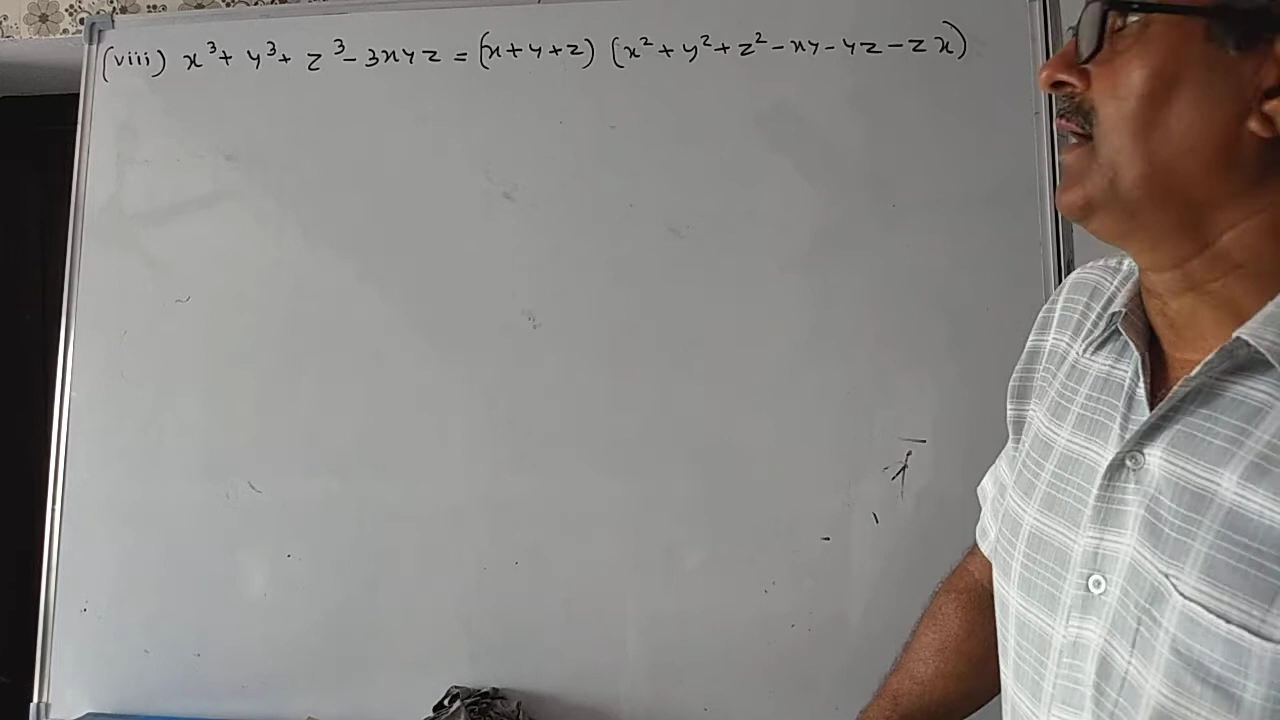 (viii) x³ + y³ + z³ - 3xyz = (x+y+z) (x² + y² + z² - xy - yz - zx)